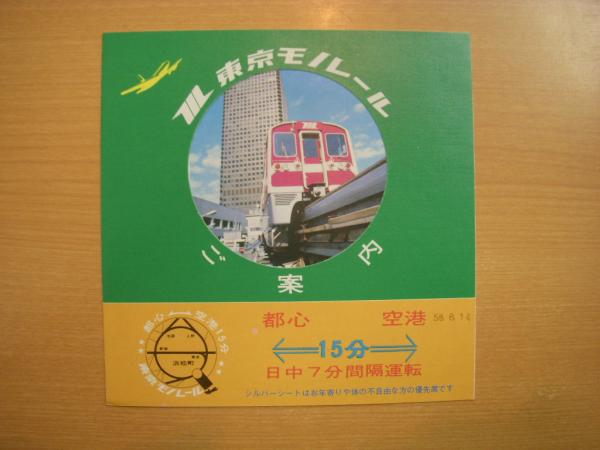 東京モノレール
ご案内
都心 空港
58.8.14
15分
日中7分間隔運転
シルバーシートはお年寄りや体の不自由な方の優先席です
都心 空港15分
浜松町
東京モノレール